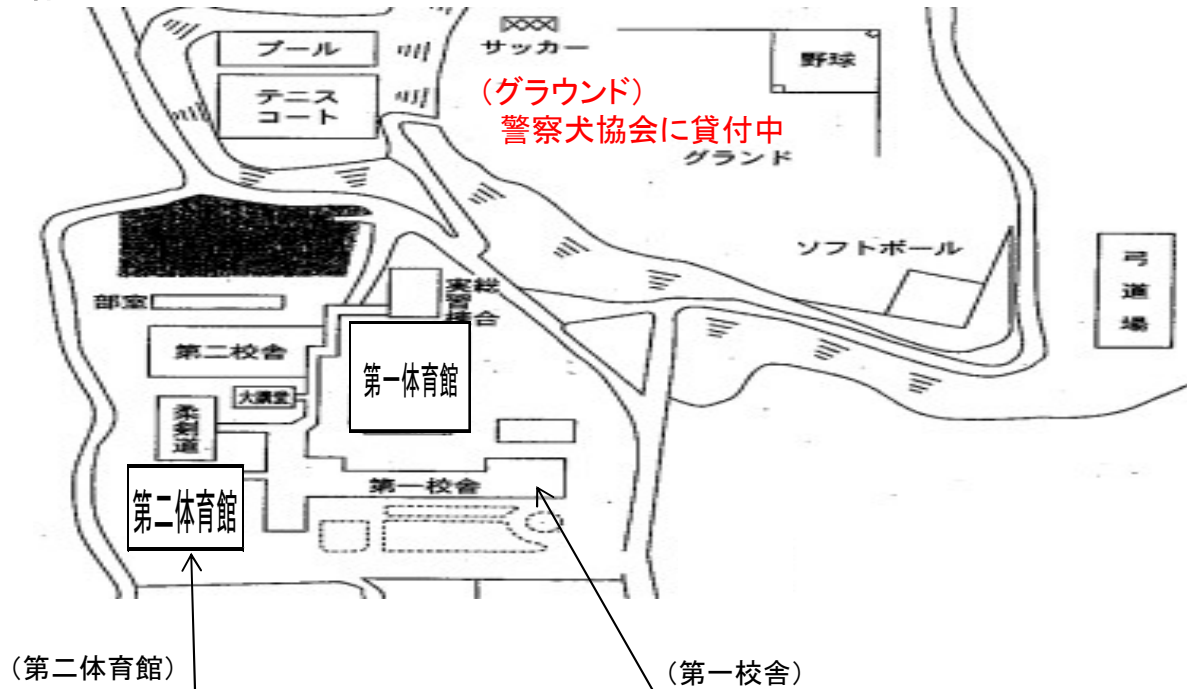 プール
サッカー
野球
テニス
コート
(グラウンド)
警察犬協会に貸付中
グランド
ソフトボール
弓道場
部室
総合
実習棟
第二校舎
第一体育館
大講堂
柔剣道
第一校舎
第二体育館
(第二体育館)
(第一校舎)